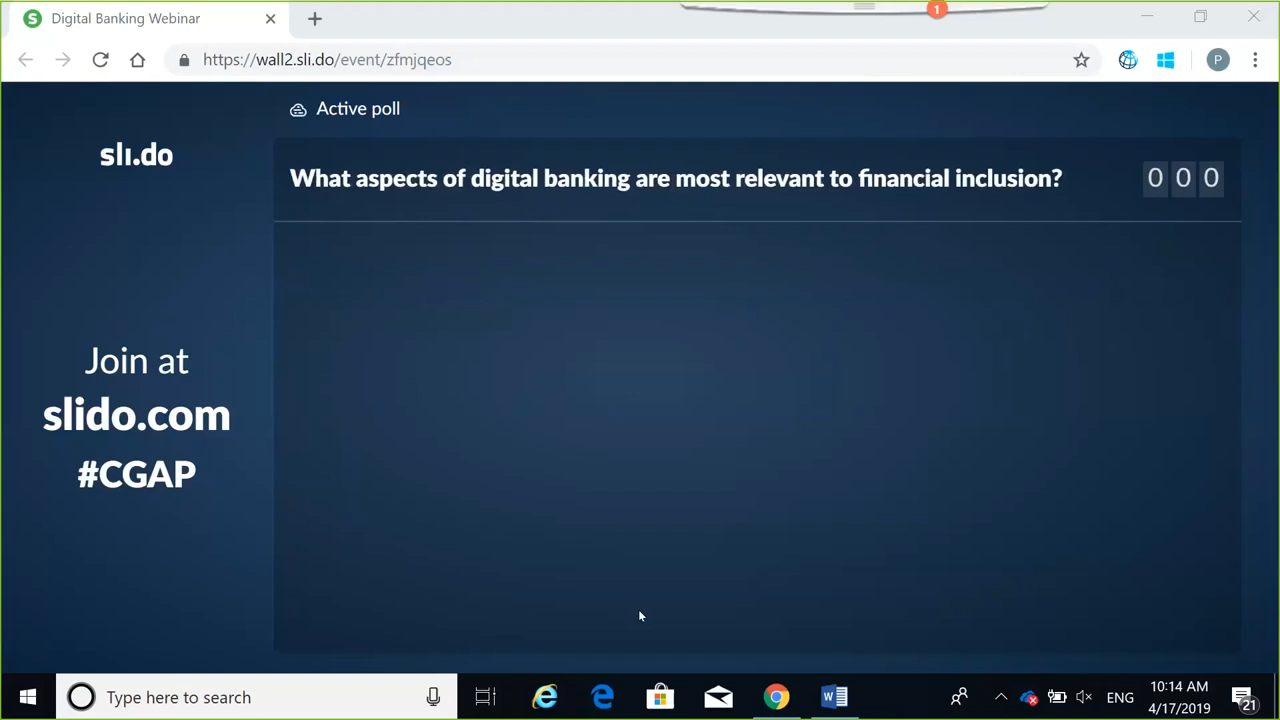 S Digital Banking Webinar
1
https://wall2.sli.do/event/zfmjqeos
P
Active poll
sli.do
What aspects of digital banking are most relevant to financial inclusion?
0 0 0
Join at
slido.com
#CGAP
Type here to search
ENG
10:14 AM
4/17/2019
21